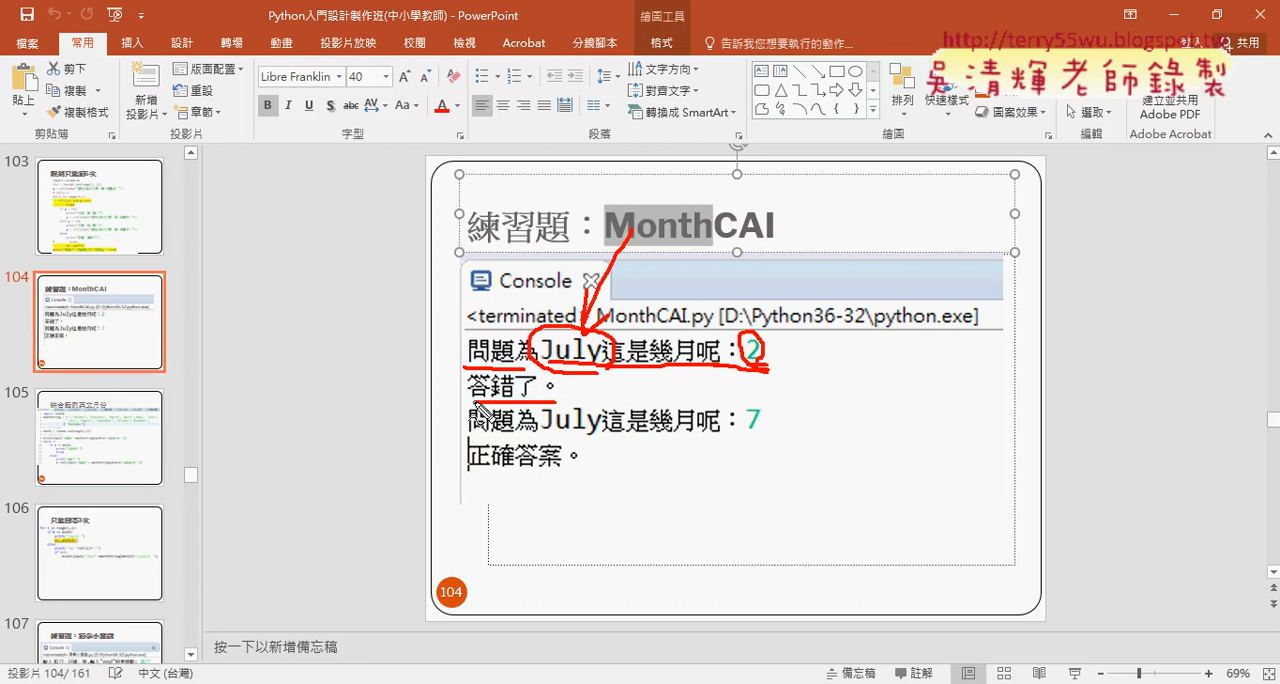 Python入門設計製作班(中小學教師) - PowerPoint
繪圖工具
檔案
常用
插入
設計
轉場
動畫
投影片放映
校閱
檢視
Acrobat
分鏡腳本
格式
告訴我您想要執行的動作...
登入
共用
http://terry55wu.blogspot.tw
吳清輝老師錄製
貼上
剪下
複製
複製格式
剪貼簿
新增
投影片
版面配置
重設
章節
投影片
Libre Franklin
40
B I U S abc AV Aa A
字型
文字方向
對齊文字
轉換成 SmartArt
段落
排列
快速樣式
圖案效果
繪圖
選取
編輯
建立並共用
Adobe PDF
Adobe Acrobat
103
104
練習題：MonthCAI
105
106
107
練習題：MonthCAI
Console
<terminated> MonthCAI.py [D:\Python36-32\python.exe]
問題為July這是幾月呢：2
答錯了。
問題為July這是幾月呢：7
正確答案。
104
按一下以新增備忘稿
投影片 104/161
中文 (台灣)
備忘稿
註解
69%